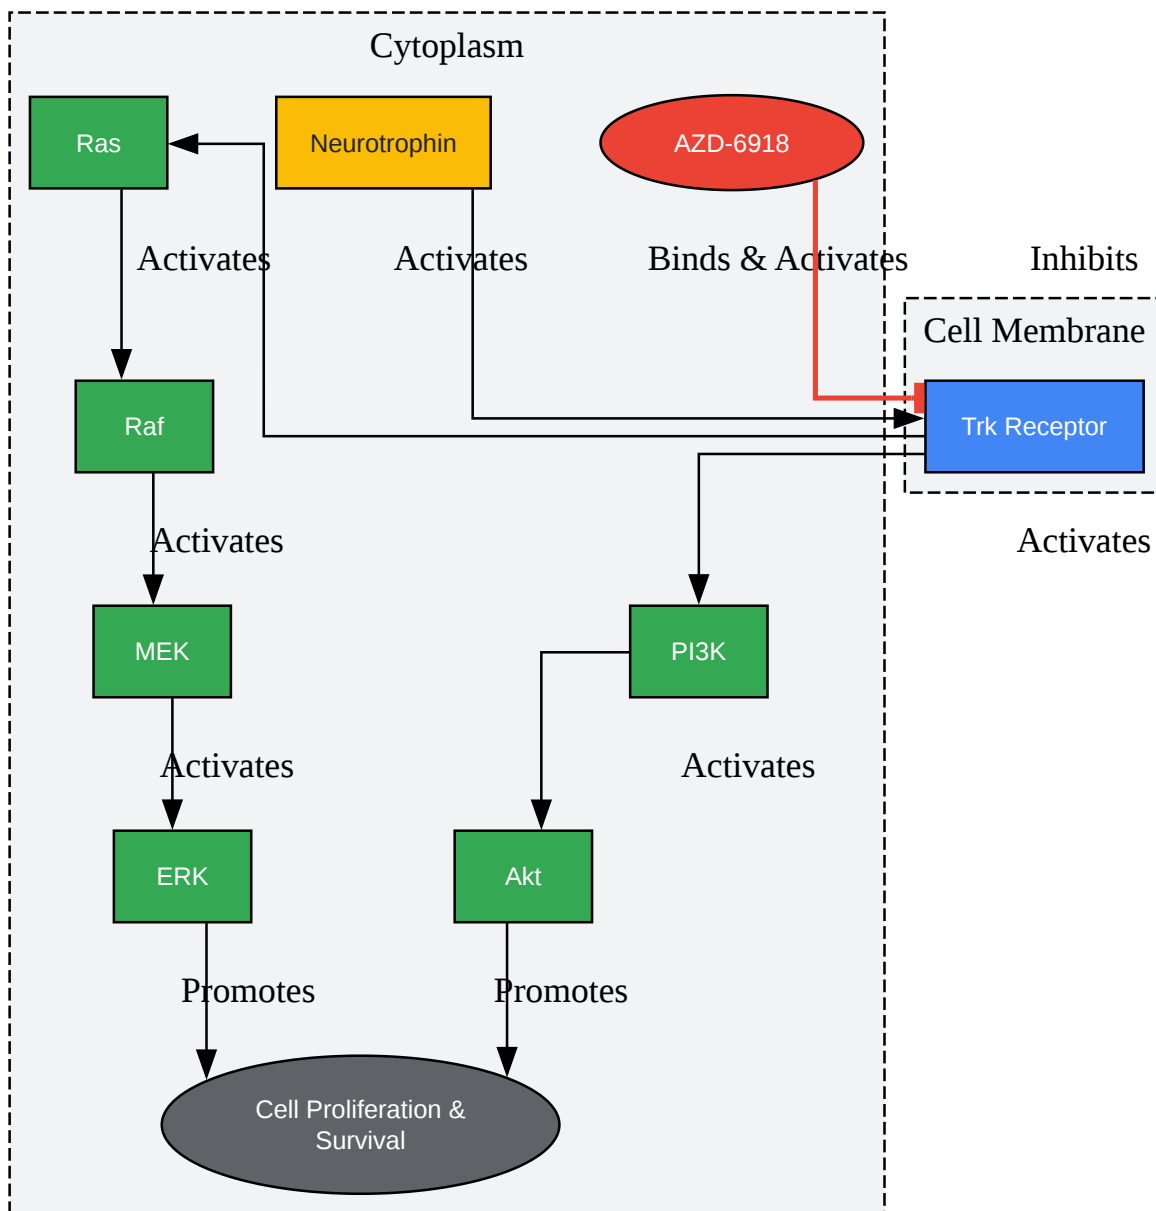 Cytoplasm
Ras
Neurotrophin
AZD-6918
Activates
Activates
Binds & Activates
Inhibits
Cell Membrane
Raf
Trk Receptor
Activates
Activates
MEK
PI3K
Activates
Activates
ERK
Akt
Promotes
Promotes
Cell Proliferation &
Survival